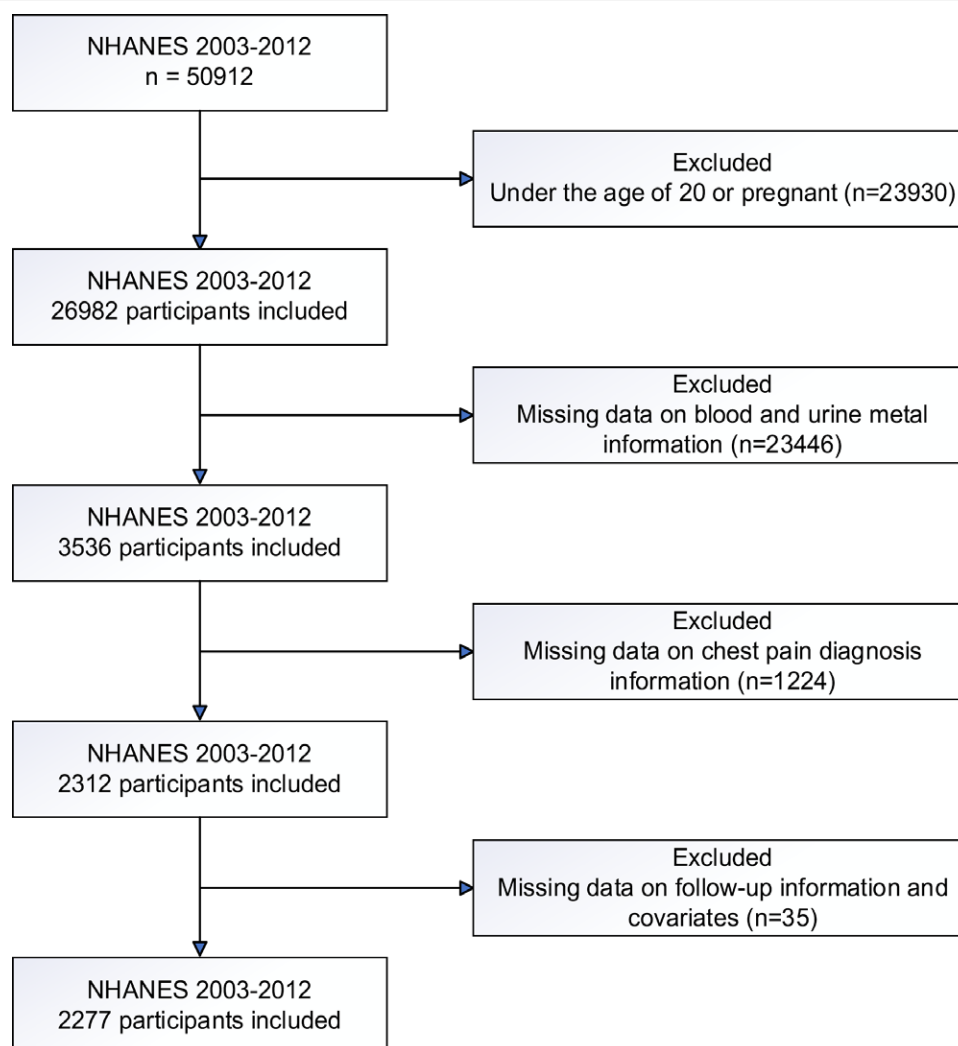 NHANES 2003-2012
n = 50912
Excluded
Under the age of 20 or pregnant (n=23930)
NHANES 2003-2012
26982 participants included
Excluded
Missing data on blood and urine metal
information (n=23446)
NHANES 2003-2012
3536 participants included
Excluded
Missing data on chest pain diagnosis
information (n=1224)
NHANES 2003-2012
2312 participants included
Excluded
Missing data on follow-up information and
covariates (n=35)
NHANES 2003-2012
2277 participants included